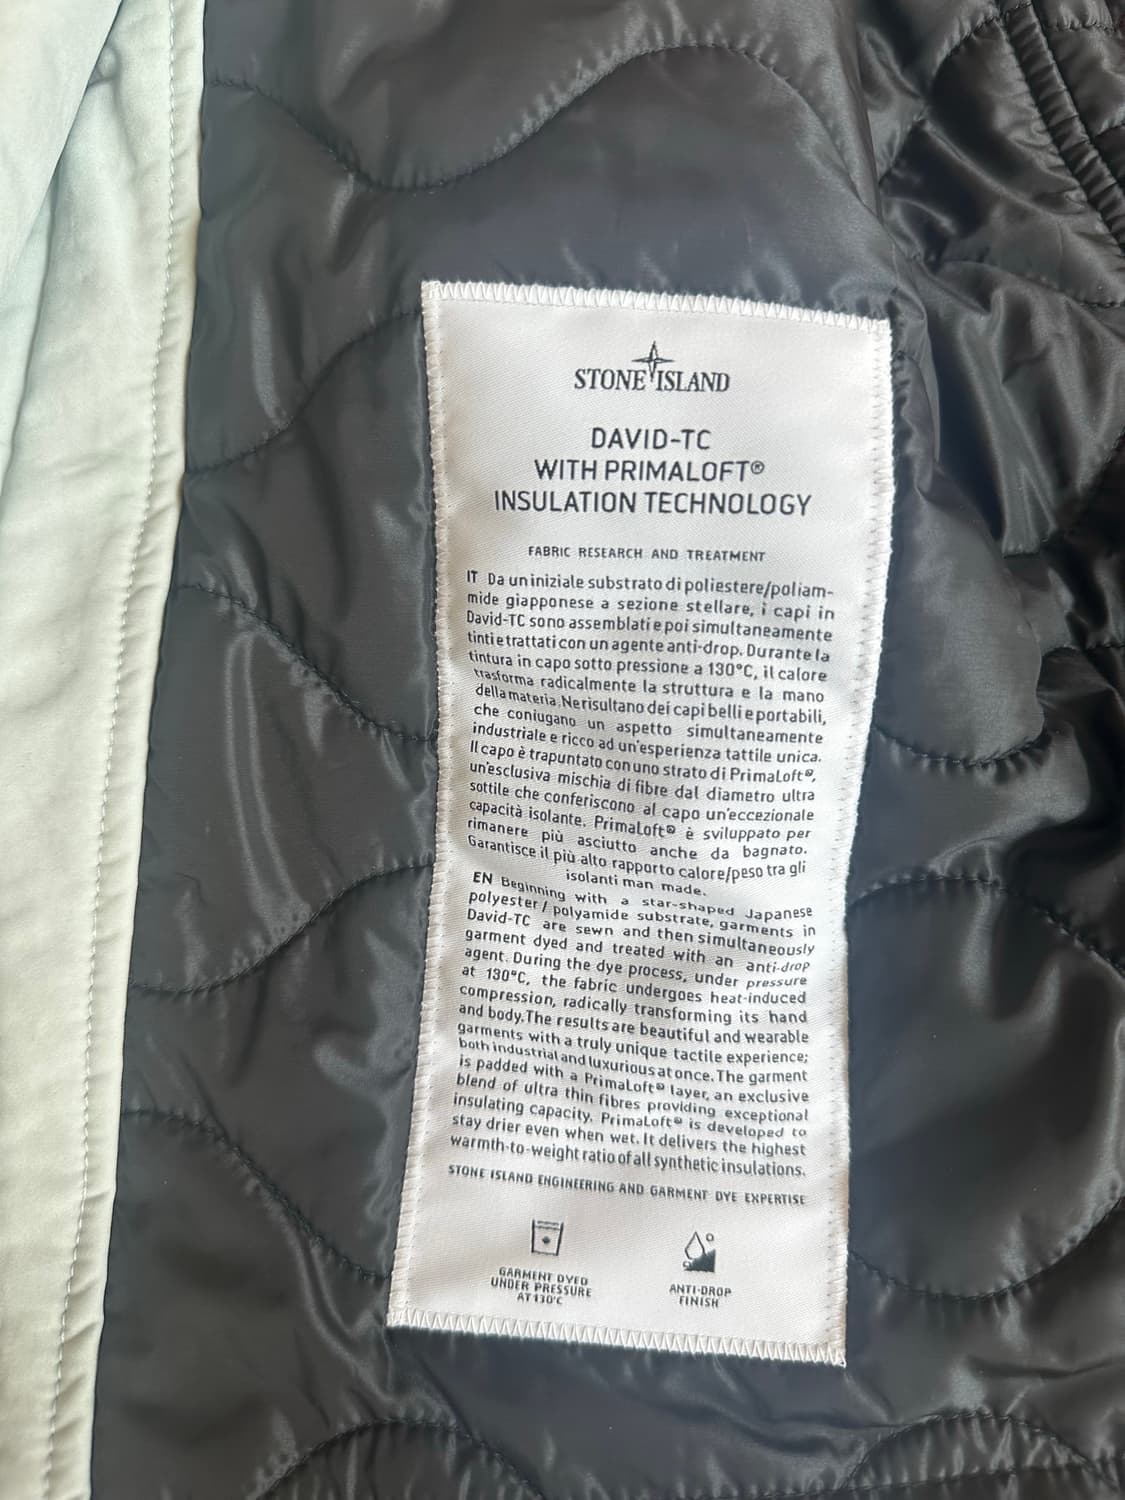 STONE ISLAND
DAVID-TC
WITH PRIMALOFT®
INSULATION TECHNOLOGY
FABRIC RESEARCH AND TREATMENT
IT Da un iniziale substrato di poliestere/poliam-
mide giapponese a sezione stellare, i capi in
David-TC sono assemblati e poi simultaneamente
tinti e trattati con un agente anti-drop. Durante la
tintura in capo sotto pressione a 130°C, il calore
trasforma radicalmente la struttura e la mano
della materia. Ne risultano dei capi belli e portabili,
che coniugano un aspetto simultaneamente
industriale e ricco ad un'esperienza tattile unica.
Il capo è trapuntato con uno strato di PrimaLoft®,
un'esclusiva mischia di fibre dal diametro ultra
sottile che conferiscono al capo un'eccezionale
capacità isolante. PrimaLoft® è sviluppato per
rimanere più asciutto anche da bagnato.
Garantisce il più alto rapporto calore/peso tra gli
isolanti man made.
EN Beginning with a star-shaped Japanese
polyester / polyamide substrate, garments in
David-TC are sewn and then simultaneously
garment dyed and treated with an anti-drop
agent. During the dye process, under pressure
at 130°C, the fabric undergoes heat-induced
compression, radically transforming its hand
and body. The results are beautiful and wearable
garments with a truly unique tactile experience;
both industrial and luxurious at once. The garment
is padded with a PrimaLoft® layer, an exclusive
blend of ultra thin fibres providing exceptional
insulating capacity. PrimaLoft® is developed to
stay drier even when wet. It delivers the highest
warmth-to-weight ratio of all synthetic insulations.
STONE ISLAND ENGINEERING AND GARMENT DYE EXPERTISE
GARMENT DYED
UNDER PRESSURE
AT 130°C
ANTI-DROP
FINISH